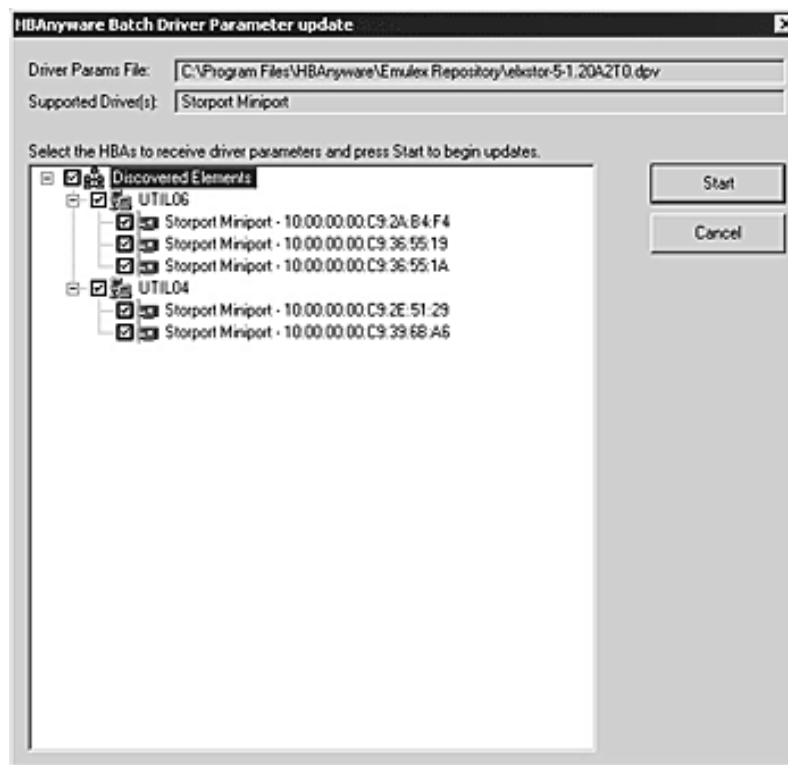 HBAnyware Batch Driver Parameter update
Driver Params File: C:\Program Files\HBAnyware\Emulex Repository\elxstor-5-1.20A2T0.dpv
Supported Driver(s): Storport Miniport
Select the HBAs to receive driver parameters and press Start to begin updates.
Discovered Elements
Start
UTIL06
Storport Miniport - 10:00:00:00:C9:2A:B4:F4
Cancel
Storport Miniport - 10:00:00:00:C9:36:55:19
Storport Miniport - 10:00:00:00:C9:36:55:1A
UTIL04
Storport Miniport - 10:00:00:00:C9:2E:51:29
Storport Miniport - 10:00:00:00:C9:39:6B:A6